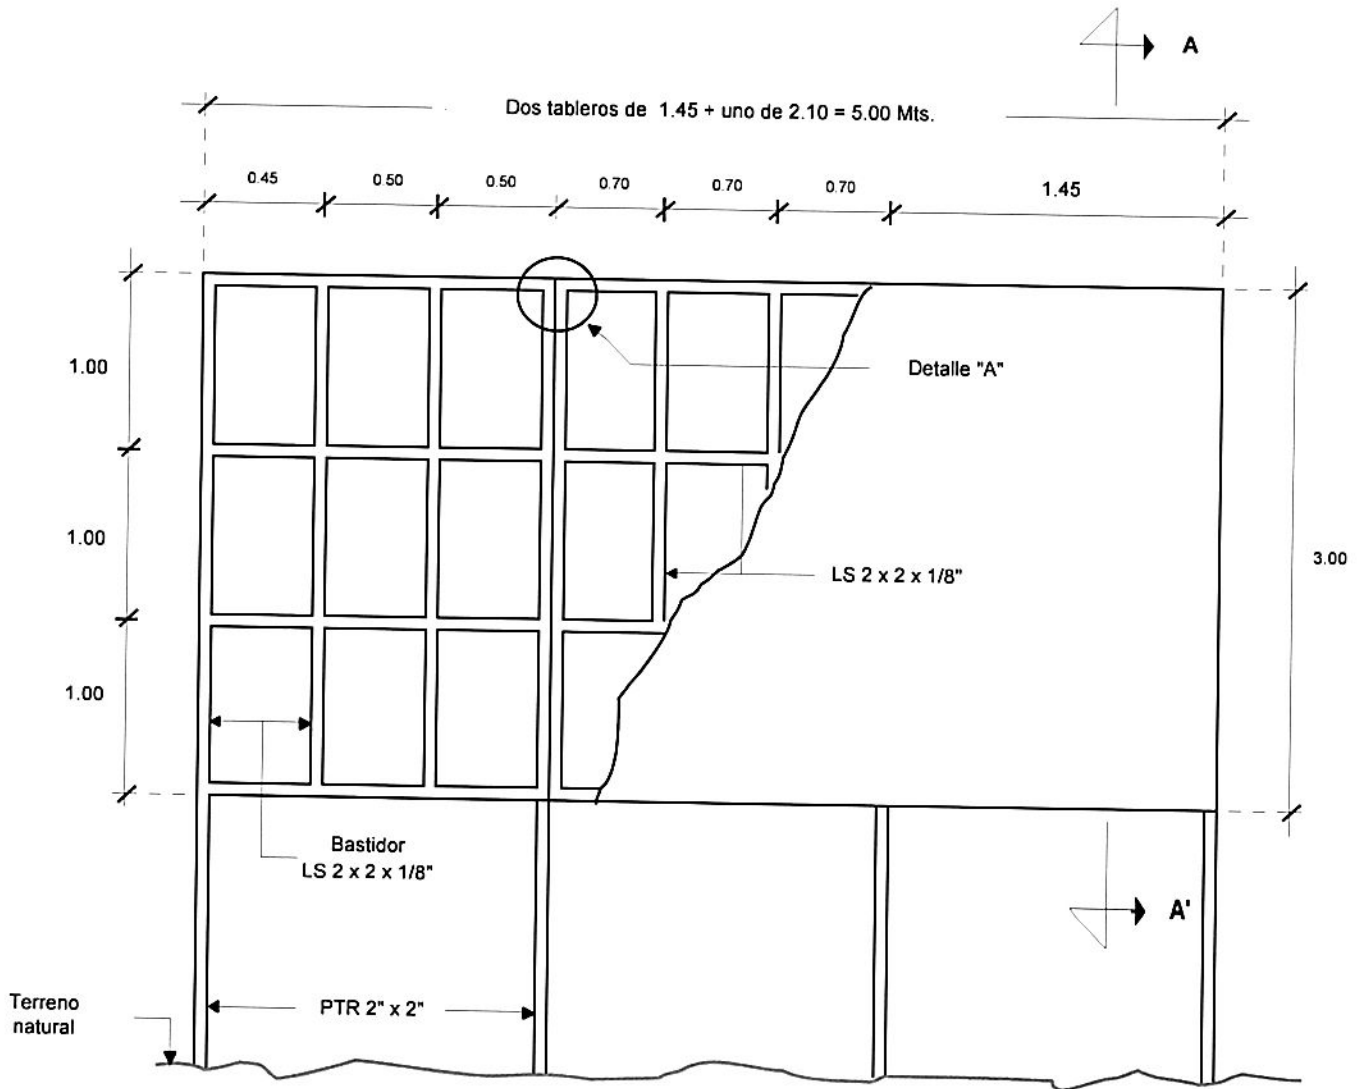 A
Dos tableros de 1.45 + uno de 2.10 = 5.00 Mts.
0.45
0.50
0.50
0.70
0.70
0.70
1.45
1.00
Detalle "A"
1.00
3.00
LS 2 x 2 x 1/8"
1.00
Bastidor
LS 2 x 2 x 1/8"
A'
Terreno
natural
PTR 2" x 2"